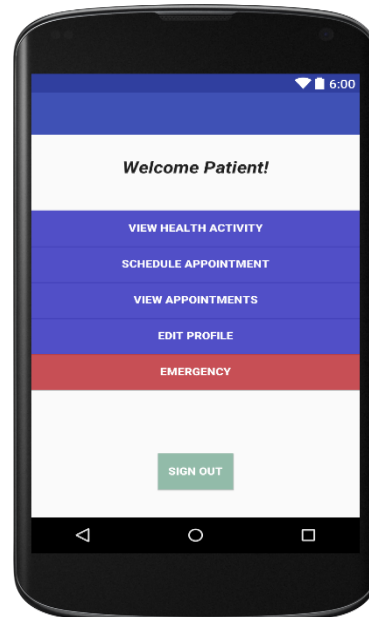 6:00
Welcome Patient!
VIEW HEALTH ACTIVITY
SCHEDULE APPOINTMENT
VIEW APPOINTMENTS
EDIT PROFILE
EMERGENCY
SIGN OUT